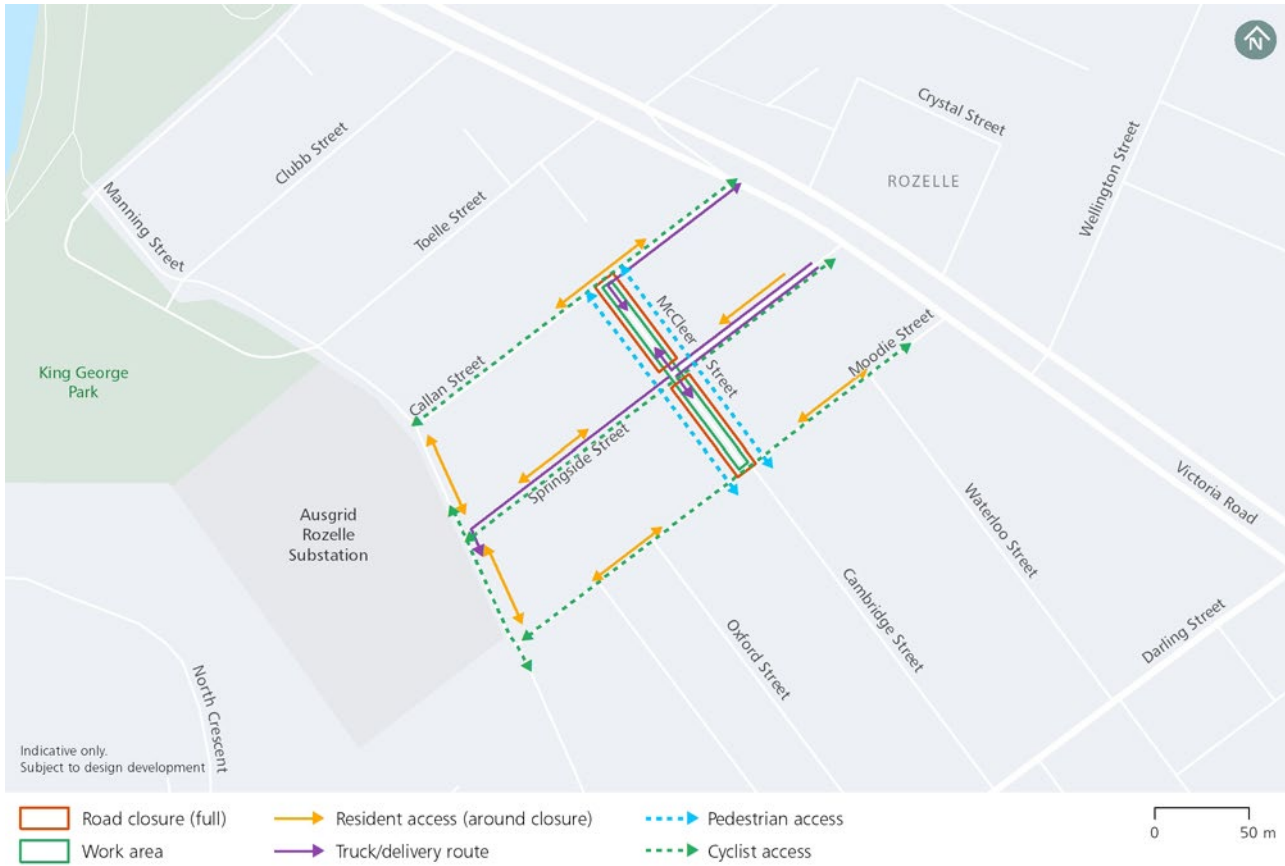 N
Crystal Street
Clubb Street
Wellington Street
ROZELLE
Manning Street
Toelle Street
McCleer
Street
Moodie Street
King George
Park
Callan Street
Springside Street
Victoria Road
Waterloo Street
Ausgrid
Rozelle
Substation
Cambridge Street
Darling Street
Oxford Street
North Crescent
Indicative only.
Subject to design development
Road closure (full)
Resident access (around closure)
Pedestrian access
0 50 m
Work area
Truck/delivery route
Cyclist access